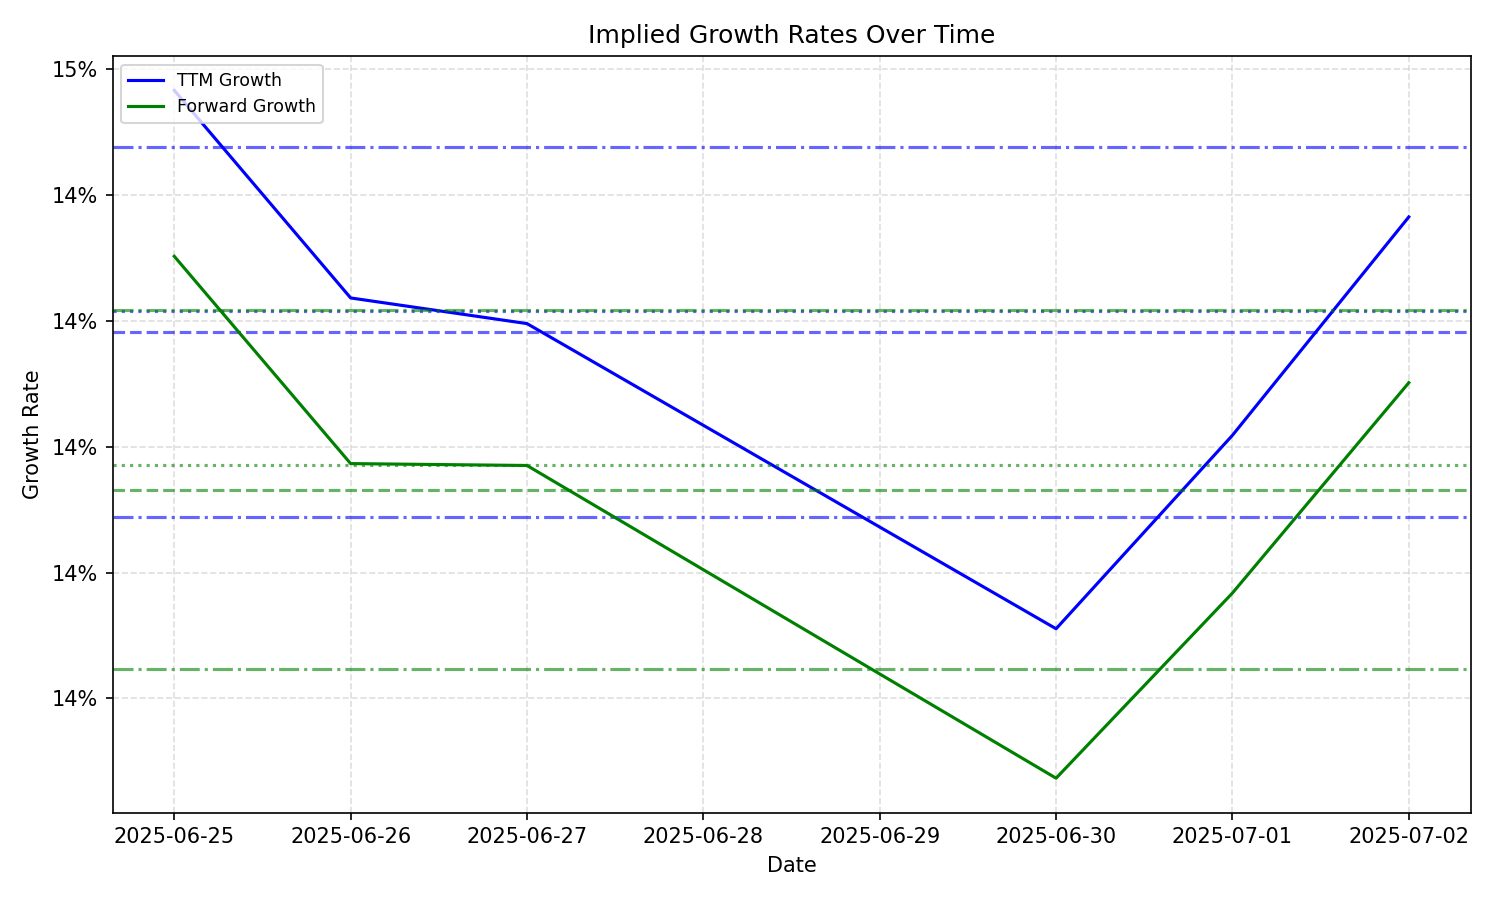 Implied Growth Rates Over Time
TTM Growth
Forward Growth
15%
14%
14%
14%
14%
14%
Growth Rate
2025-06-25
2025-06-26
2025-06-27
2025-06-28
2025-06-29
2025-06-30
2025-07-01
2025-07-02
Date